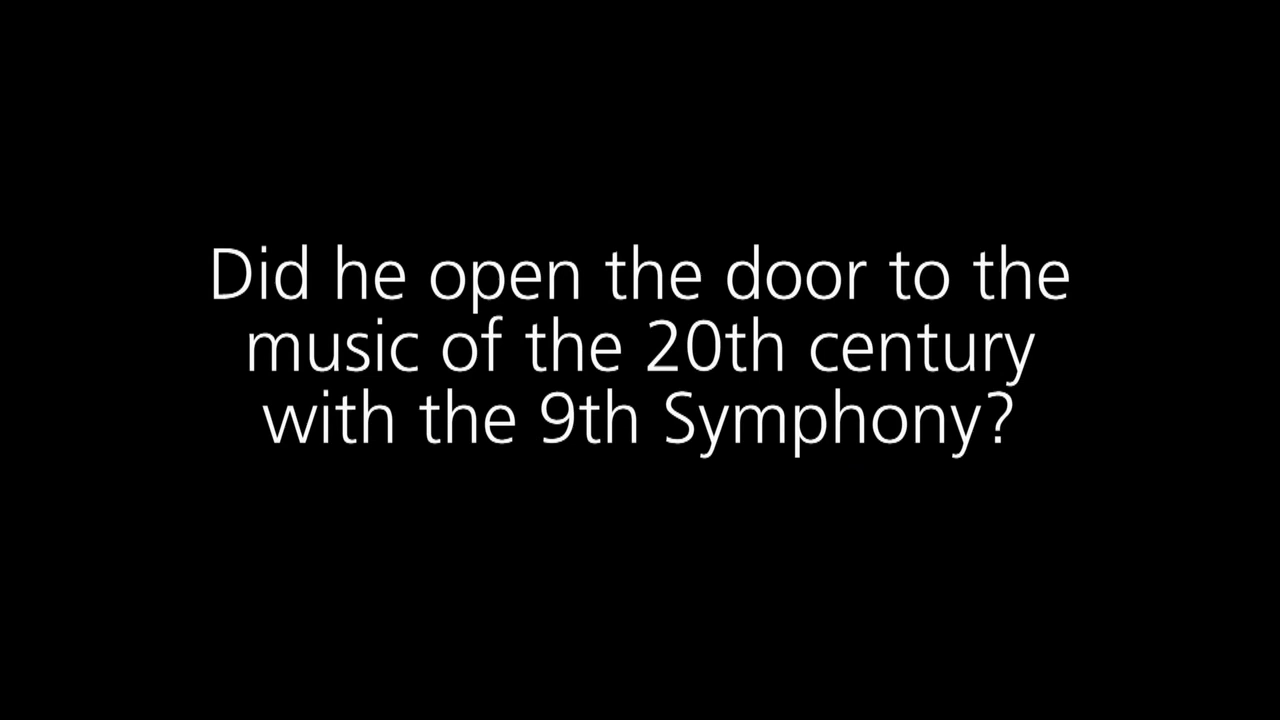 Did he open the door to the
music of the 20th century
with the 9th Symphony?